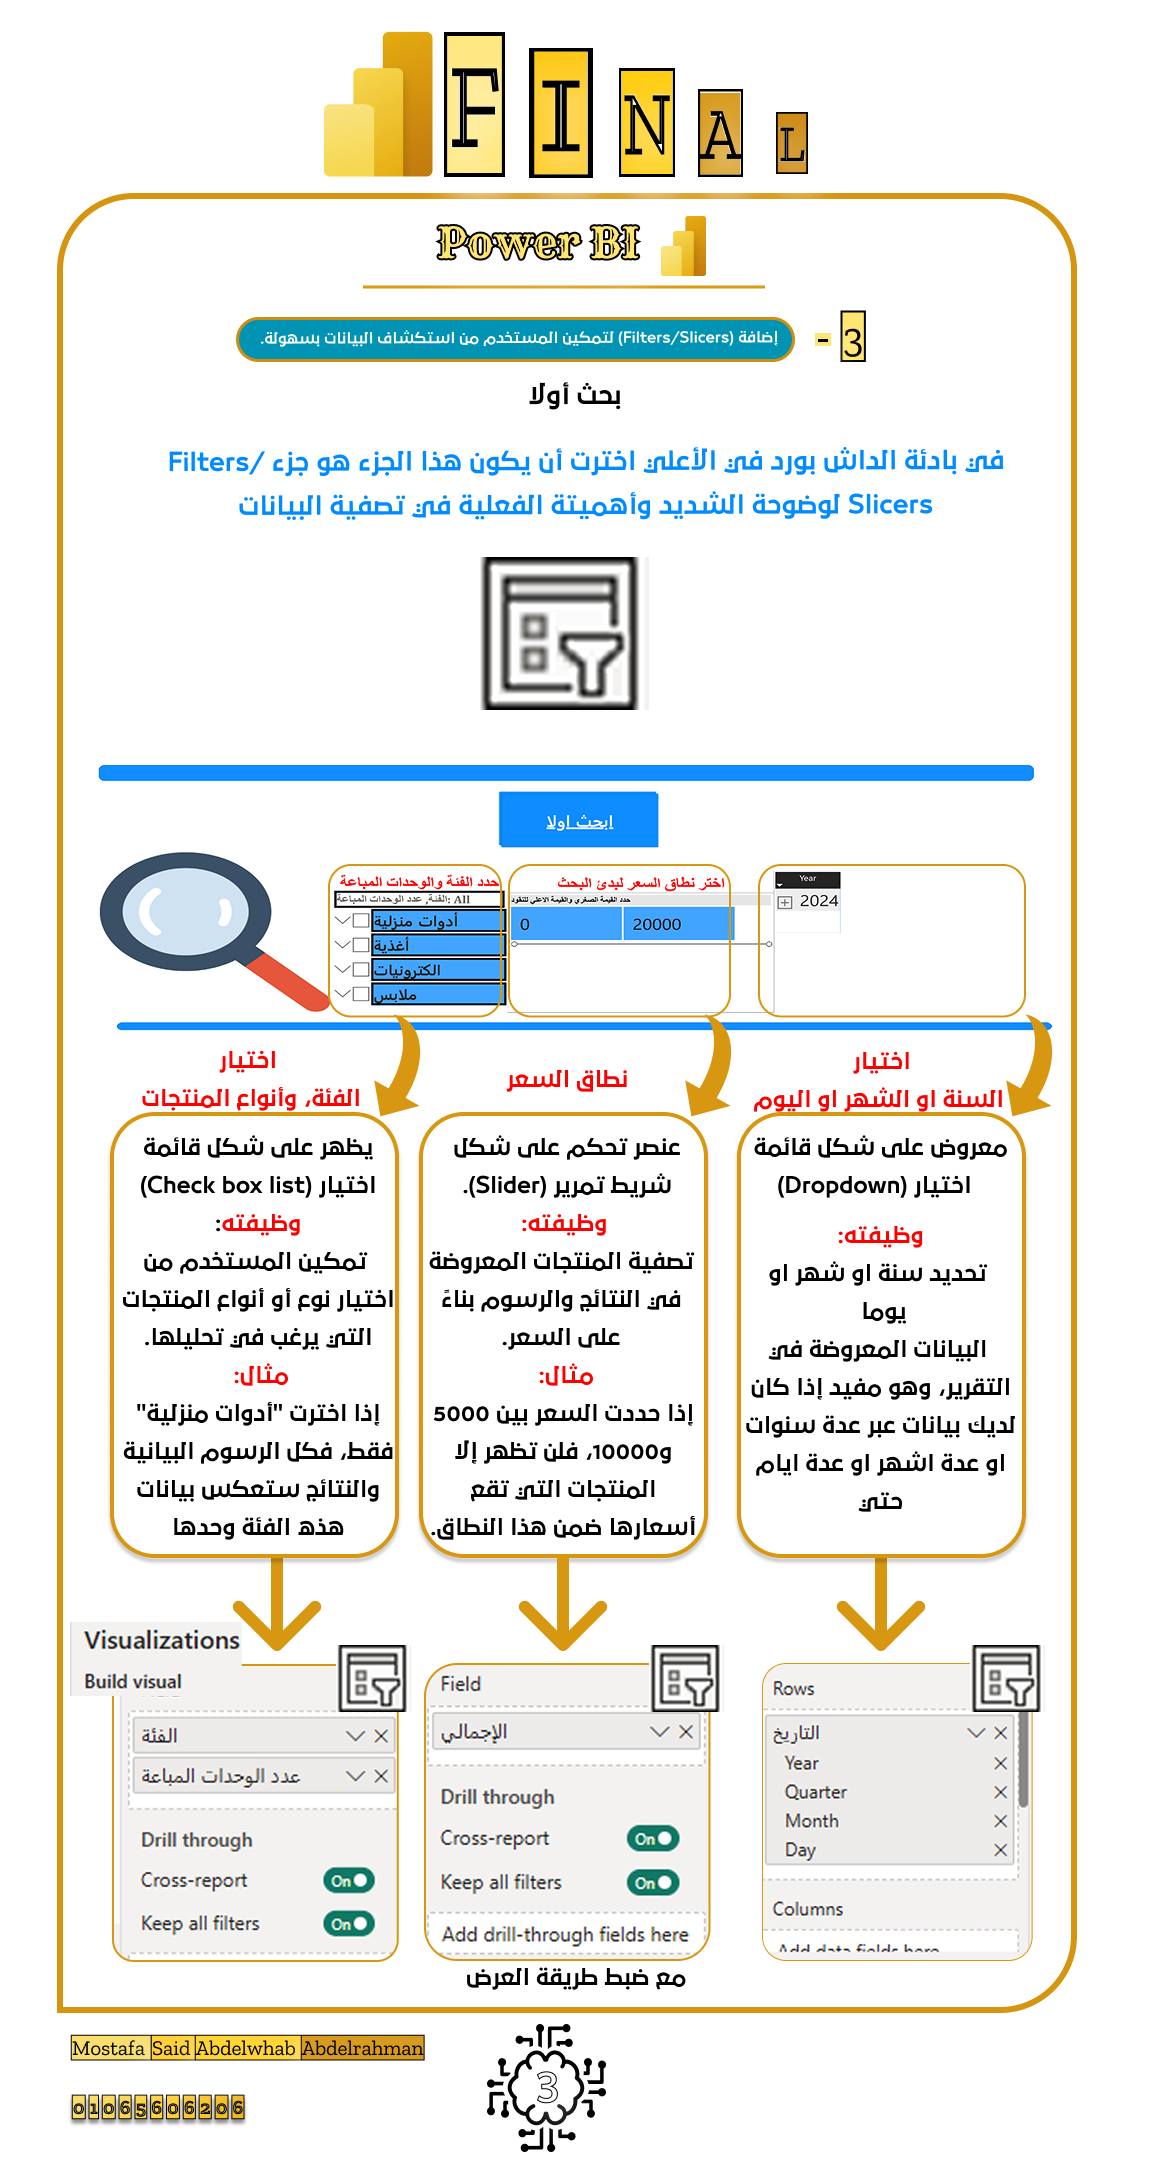 FINAL
Power BI
3 -
إضافة (Filters/Slicers) لتمكين المستخدم من استكشاف البيانات بسهولة.
بحث أولا
في بادئة الداش بورد في الأعلي اخترت أن يكون هذا الجزء هو جزء Filters/
Slicers لوضوحة الشديد وأهميتة الفعلية في تصفية البيانات
ابحث اولا
Year
2024
اختر نطاق السعر لبدئ البحث
حدد القيمة الصغري والقيمة الاعلي للنقود
0
20000
حدد الفئة والوحدات المباعة
الفئة, عدد الوحدات المباعة: All
أدوات منزلية
أغذية
الكترونيات
ملابس
اختيار
السنة او الشهر او اليوم
معروض على شكل قائمة
اختيار (Dropdown)
وظيفته:
تحديد سنة او شهر او
يوما
البيانات المعروضة في
التقرير، وهو مفيد إذا كان
لديك بيانات عبر عدة سنوات
او عدة اشهر او عدة ايام
حتي
نطاق السعر
عنصر تحكم على شكل
شريط تمرير (Slider).
وظيفته:
تصفية المنتجات المعروضة
في النتائج والرسوم بناءً
على السعر.
مثال:
إذا حددت السعر بين 5000
و10000، فلن تظهر إلا
المنتجات التي تقع
أسعارها ضمن هذا النطاق.
اختيار
الفئة، وأنواع المنتجات
يظهر على شكل قائمة
اختيار (Check box list)
وظيفته:
تمكين المستخدم من
اختيار نوع أو أنواع المنتجات
التي يرغب في تحليلها.
مثال:
إذا اخترت "أدوات منزلية"
فقط، فكل الرسوم البيانية
والنتائج ستعكس بيانات
هذه الفئة وحدها
Visualizations
Build visual
الفئة
عدد الوحدات المباعة
Drill through
Cross-report On
Keep all filters On
Field
الإجمالي
Drill through
Cross-report On
Keep all filters On
Add drill-through fields here
Rows
التاريخ
Year
Quarter
Month
Day
Columns
Add data fields here
مع ضبط طريقة العرض
Mostafa Said Abdelwhab Abdelrahman
01065606206
3